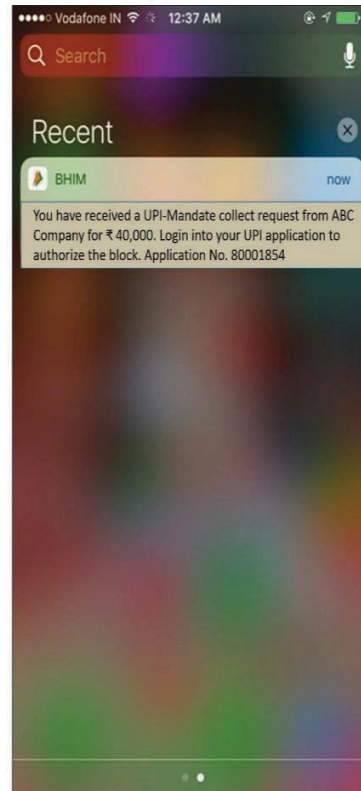 Vodafone IN 12:37 AM
Search
Recent
BHIM now
You have received a UPI-Mandate collect request from ABC
Company for ₹ 40,000. Login into your UPI application to
authorize the block. Application No. 80001854